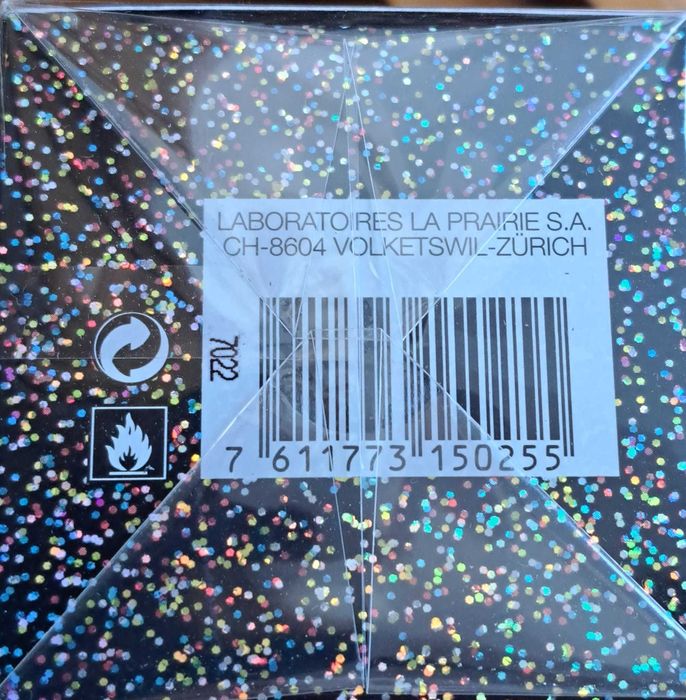 LABORATOIRES LA PRAIRIE S.A.
CH-8604 VOLKETSWIL-ZÜRICH
7022
7 611773 150255